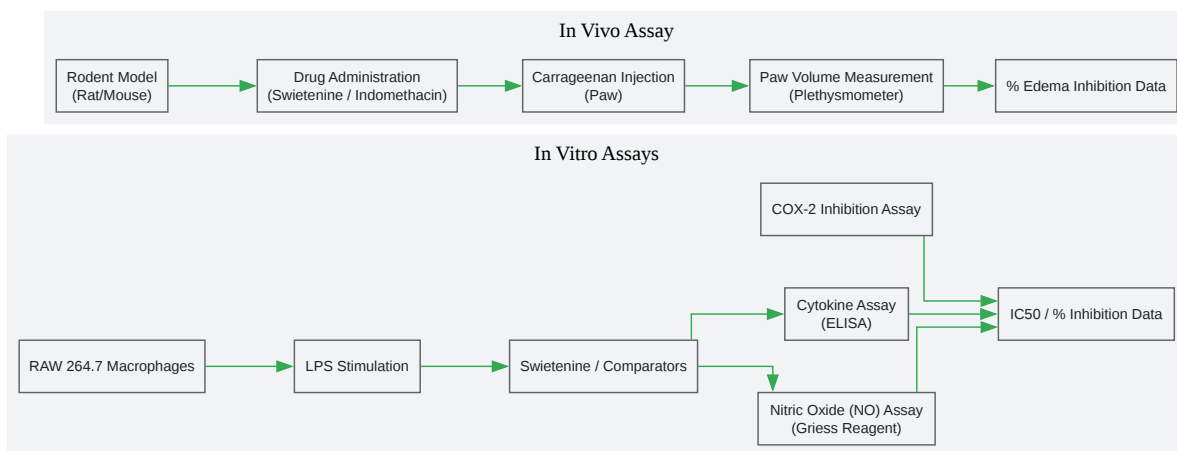 In Vivo Assay
Rodent Model
(Rat/Mouse)
Drug Administration
(Swietenine / Indomethacin)
Carrageenan Injection
(Paw)
Paw Volume Measurement
(Plethysmometer)
% Edema Inhibition Data
In Vitro Assays
COX-2 Inhibition Assay
Cytokine Assay
(ELISA)
IC50 / % Inhibition Data
RAW 264.7 Macrophages
LPS Stimulation
Swietenine / Comparators
Nitric Oxide (NO) Assay
(Griess Reagent)